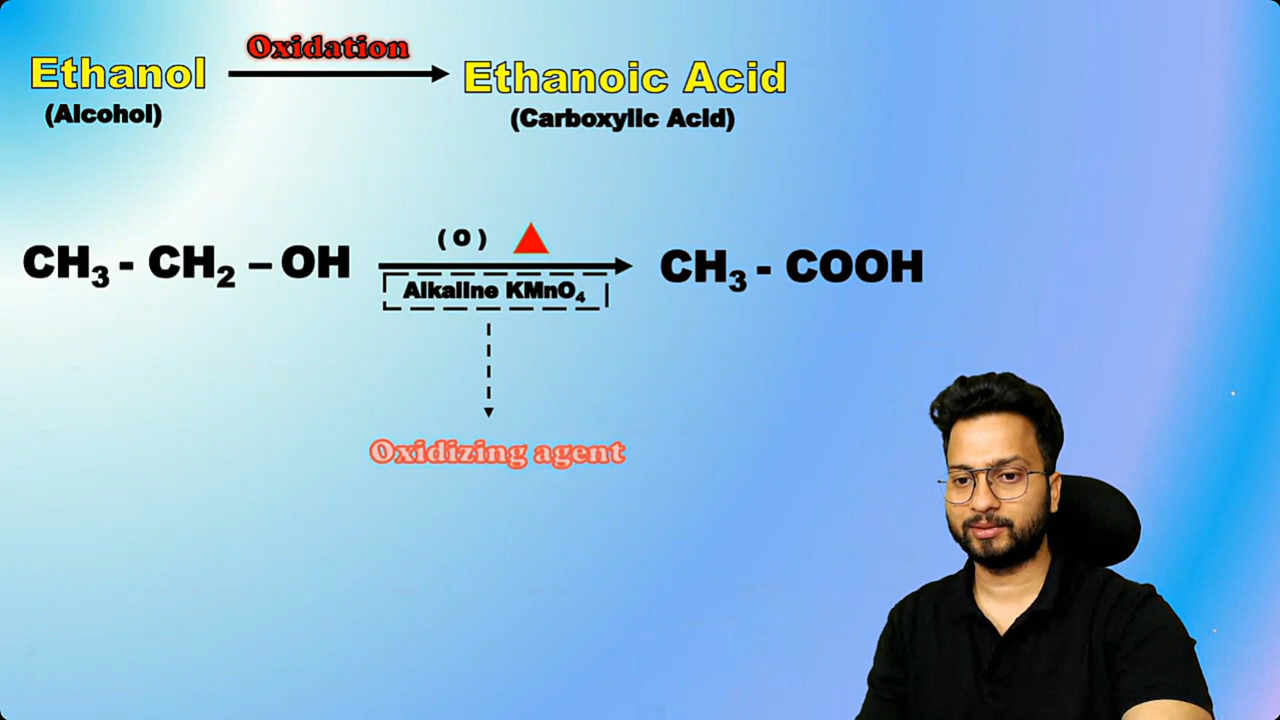 Oxidation
Ethanol
Ethanoic Acid
(Alcohol)
(Carboxylic Acid)
(O)
CH₃ - CH₂ – OH
CH₃ - COOH
Alkaline KMnO₄
Oxidizing agent